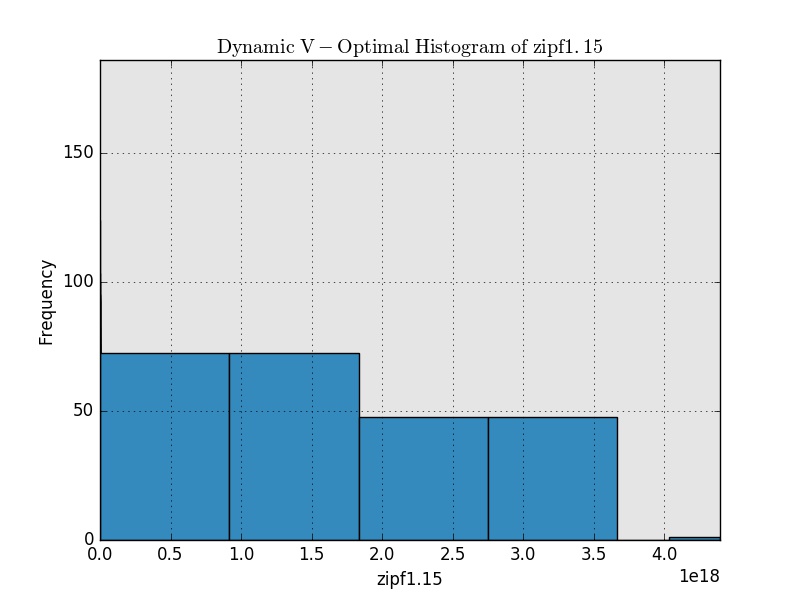 Dynamic V − Optimal Histogram of zipf1.15
Frequency
150
100
50
0
0.0 0.5 1.0 1.5 2.0 2.5 3.0 3.5 4.0
1e18
zipf1.15